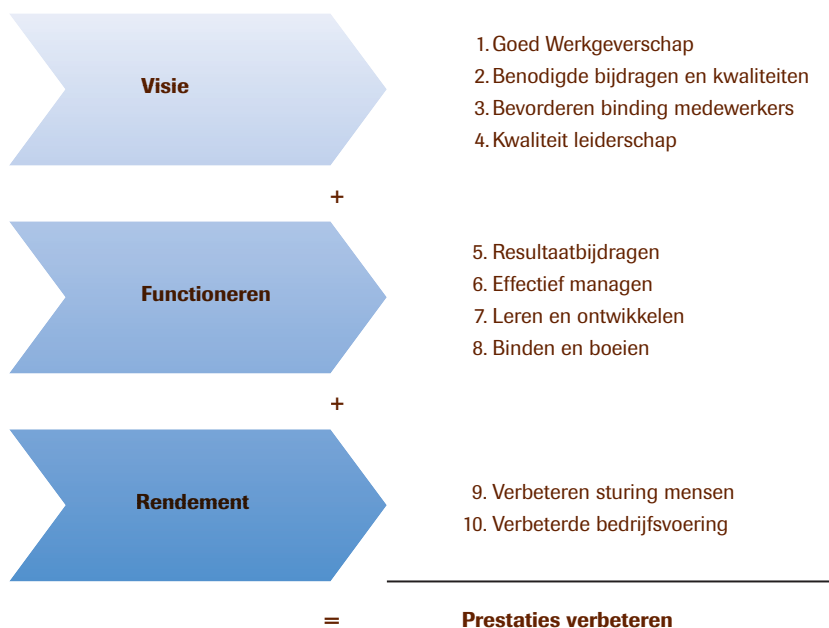 Visie
1. Goed Werkgeverschap
2. Benodigde bijdragen en kwaliteiten
3. Bevorderen binding medewerkers
4. Kwaliteit leiderschap
+
Functioneren
5. Resultaatbijdragen
6. Effectief managen
7. Leren en ontwikkelen
8. Binden en boeien
+
Rendement
9. Verbeteren sturing mensen
10. Verbeterde bedrijfsvoering
= Prestaties verbeteren